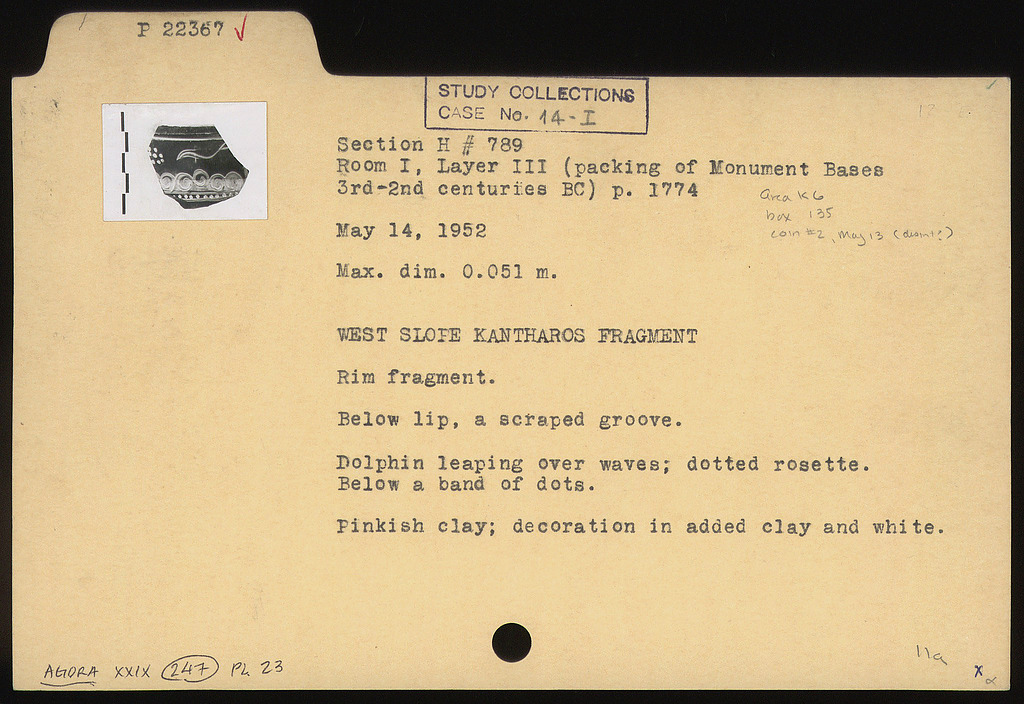 P 22367 ✓
STUDY COLLECTIONS
CASE No. 14-I
Section H # 789
Room I, Layer III (packing of Monument Bases
3rd-2nd centuries BC) p. 1774
Area K6
box 135
coin #2, May 13
May 14, 1952
Max. dim. 0.051 m.
WEST SLOPE KANTHAROS FRAGMENT
Rim fragment.
Below lip, a scraped groove.
Dolphin leaping over waves; dotted rosette.
Below a band of dots.
Pinkish clay; decoration in added clay and white.
AGORA XXIX 247 PL 23
11a
X
α